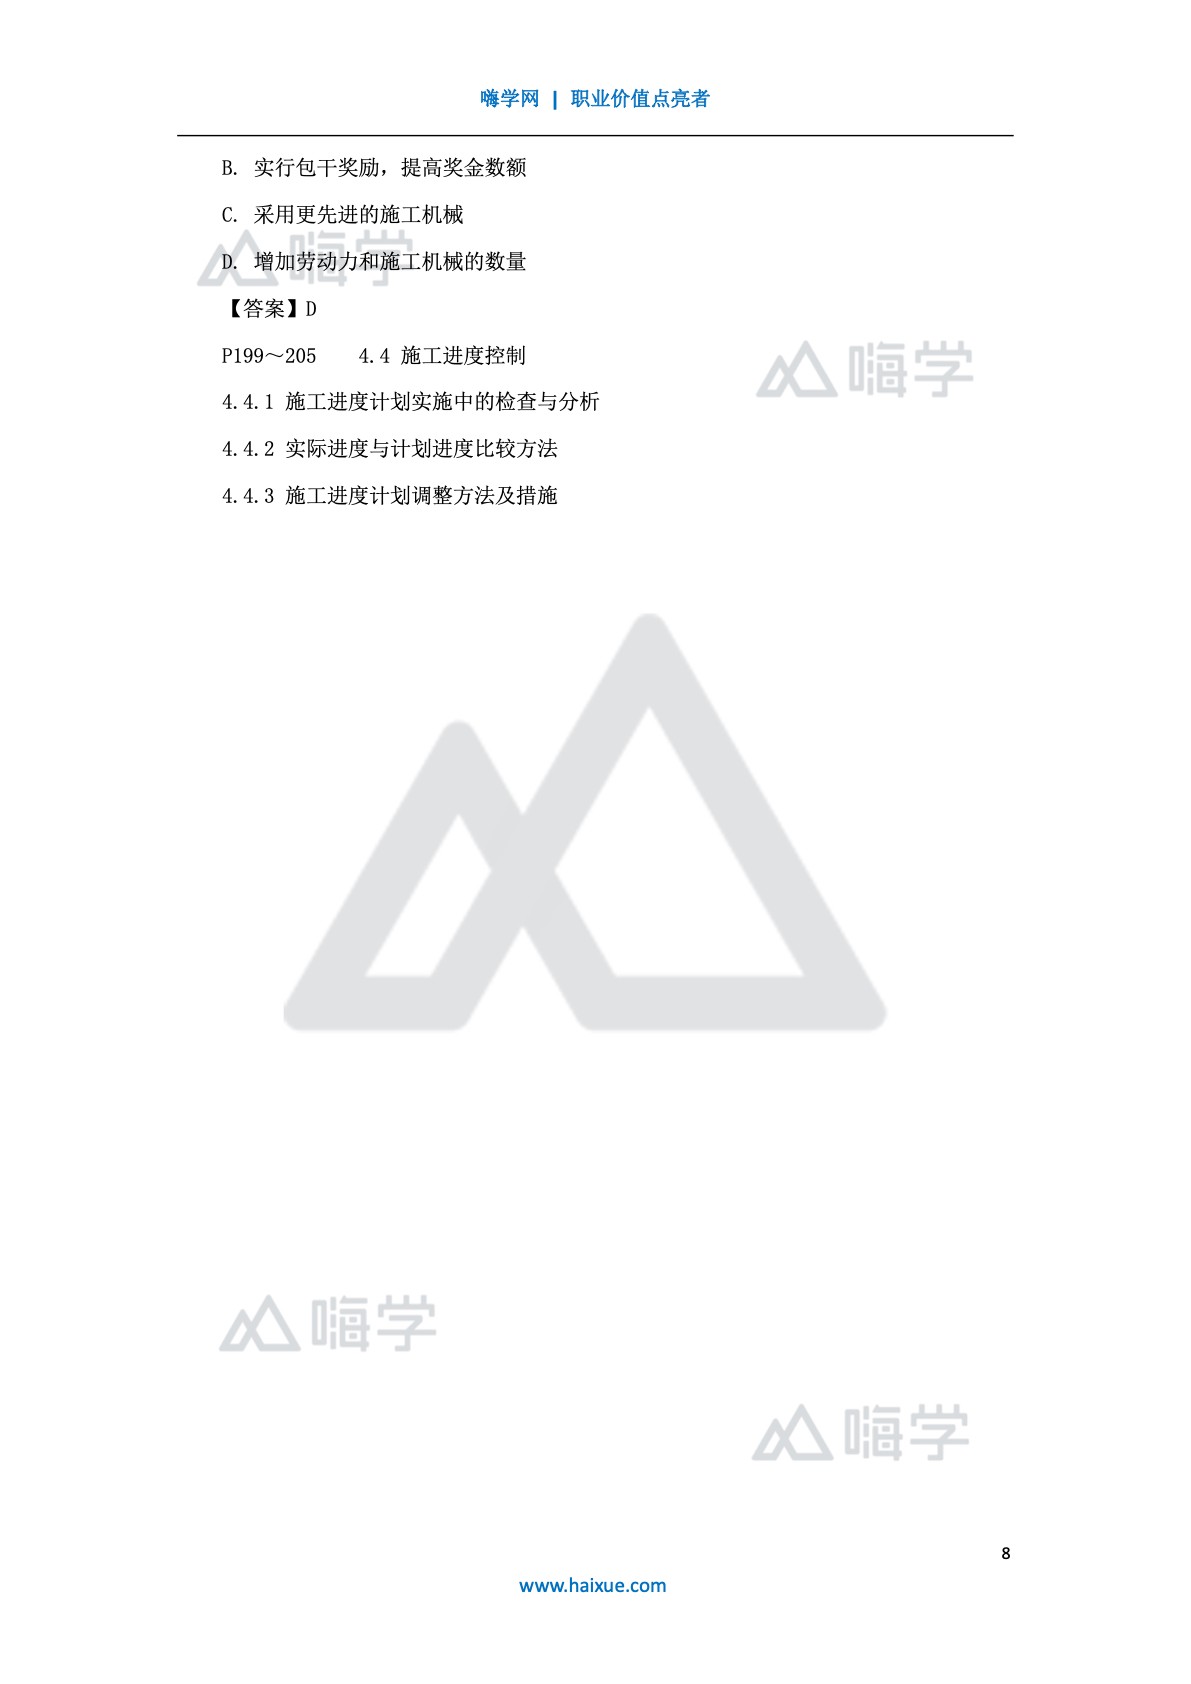 嗨学网 | 职业价值点亮者
B. 实行包干奖励，提高奖金数额
C. 采用更先进的施工机械
嗨学
D. 增加劳动力和施工机械的数量
【答案】D
P199～205 4.4 施工进度控制
嗨学
4.4.1 施工进度计划实施中的检查与分析
4.4.2 实际进度与计划进度比较方法
4.4.3 施工进度计划调整方法及措施
嗨学
嗨学
8
www.haixue.com